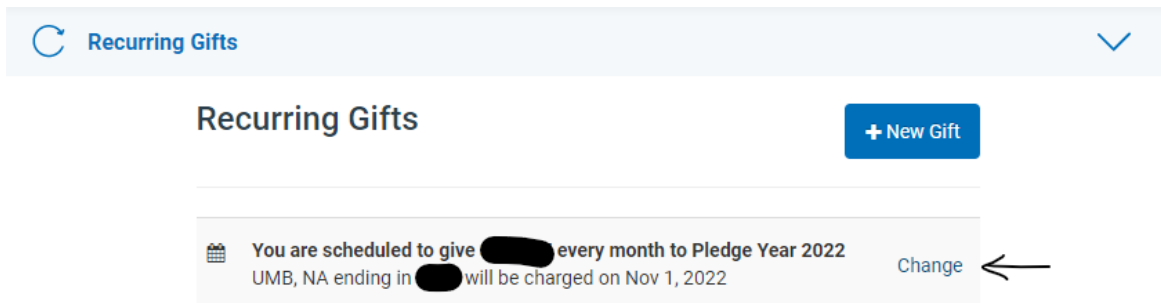 Recurring Gifts
Recurring Gifts
+ New Gift
You are scheduled to give every month to Pledge Year 2022
UMB, NA ending in will be charged on Nov 1, 2022
Change